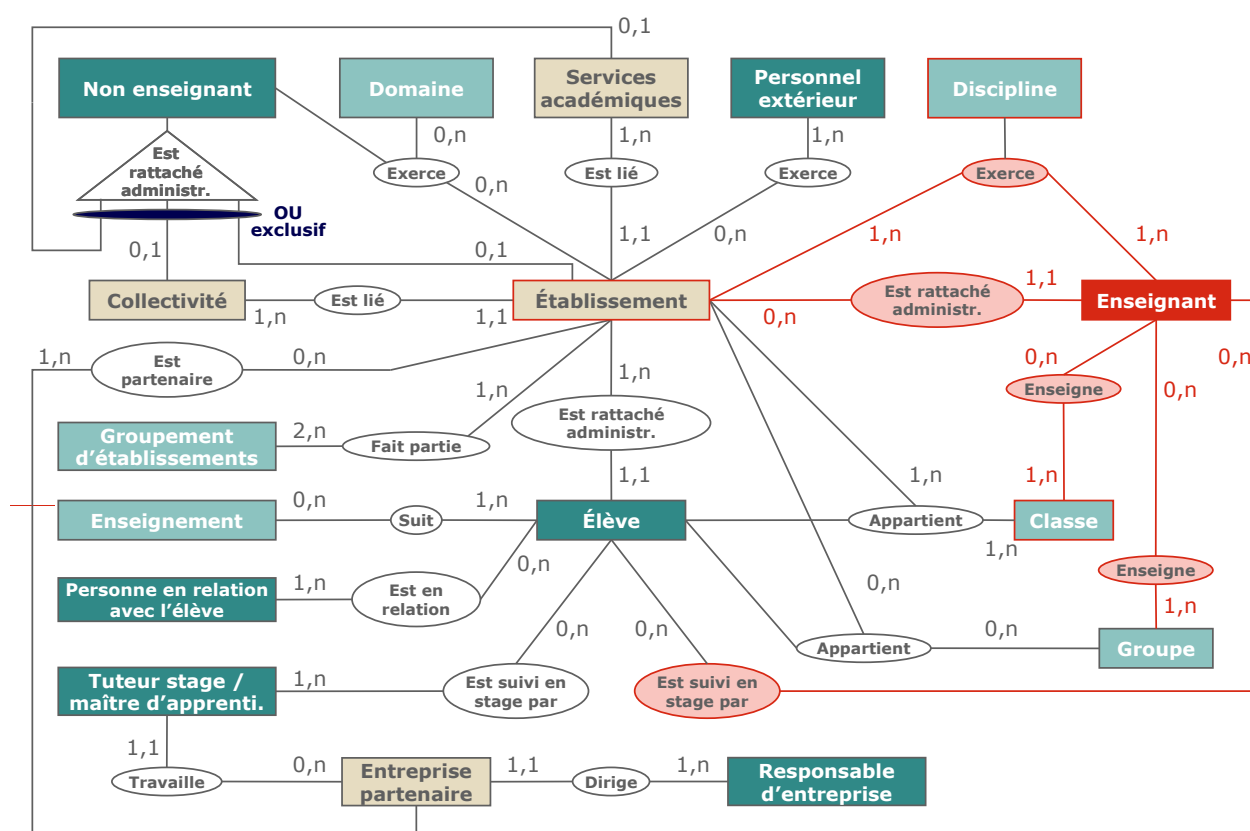 0,1
Non enseignant
Domaine
Services
académiques
Personnel
extérieur
Discipline
0,n
1,n
1,n
Est
rattaché
administr.
Exerce
Est lié
Exerce
Exerce
0,n
OU
exclusif
0,1
0,1
1,1
0,n
1,n
1,n
Collectivité
Est lié
Établissement
Est rattaché
administr.
1,1
Enseignant
1,n
1,1
0,n
1,n
Est
partenaire
0,n
1,n
1,n
0,n
0,n
0,n
Enseigne
Est rattaché
administr.
Groupement
d’établissements
2,n
Fait partie
1,1
1,n
1,n
Enseignement
0,n
Suit
1,n
Élève
Appartient
Classe
1,n
0,n
Personne en relation
avec l’élève
1,n
Est en
relation
0,n
Enseigne
1,n
0,n
0,n
0,n
Appartient
Groupe
Tuteur stage /
maître d’apprenti.
1,n
Est suivi en
stage par
Est suivi en
stage par
1,1
Travaille
0,n
Entreprise
partenaire
1,1
Dirige
1,n
Responsable
d’entreprise